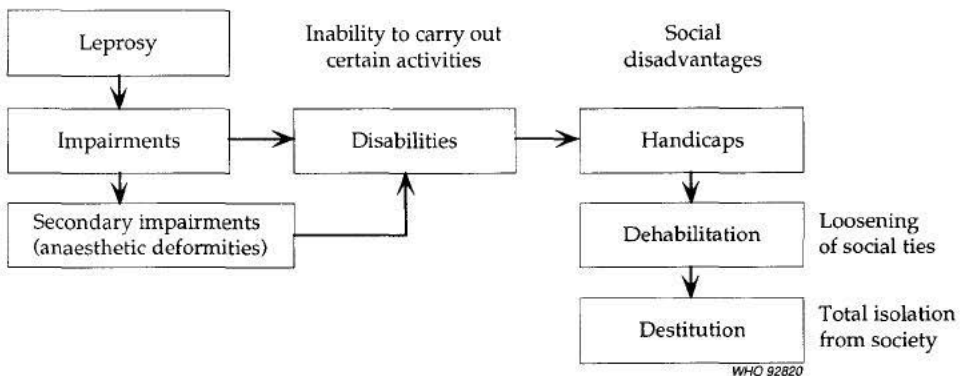 Leprosy
Inability to carry out
certain activities
Social
disadvantages
Impairments
Disabilities
Handicaps
Secondary impairments
(anaesthetic deformities)
Dehabilitation
Loosening
of social ties
Destitution
Total isolation
from society
WHO 92820